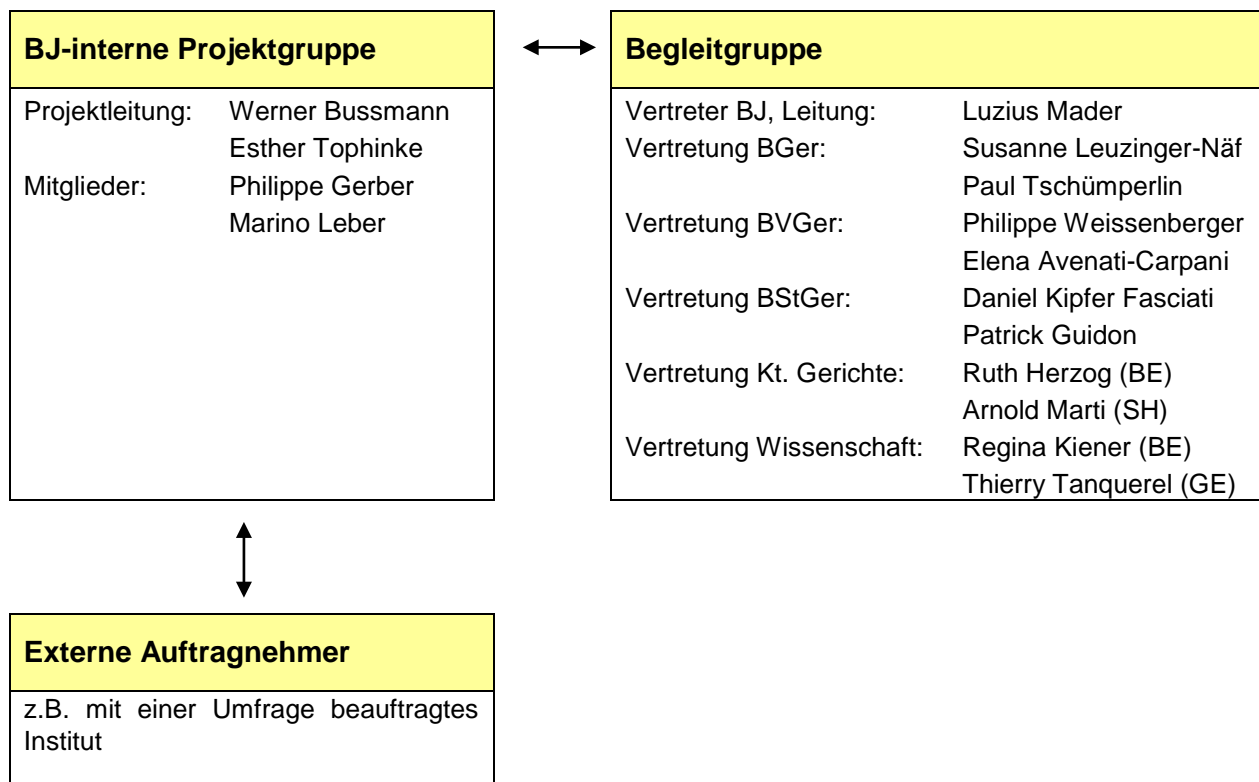 BJ-interne Projektgruppe
Projektleitung: Werner Bussmann
Esther Tophinke
Mitglieder: Philippe Gerber
Marino Leber
Begleitgruppe
Vertreter BJ, Leitung: Luzius Mader
Vertretung BGer: Susanne Leuzinger-Näf
Paul Tschümperlin
Vertretung BVGer: Philippe Weissenberger
Elena Avenati-Carpani
Vertretung BStGer: Daniel Kipfer Fasciati
Patrick Guidon
Vertretung Kt. Gerichte: Ruth Herzog (BE)
Arnold Marti (SH)
Vertretung Wissenschaft: Regina Kiener (BE)
Thierry Tanquerel (GE)
Externe Auftragnehmer
z.B. mit einer Umfrage beauftragtes
Institut